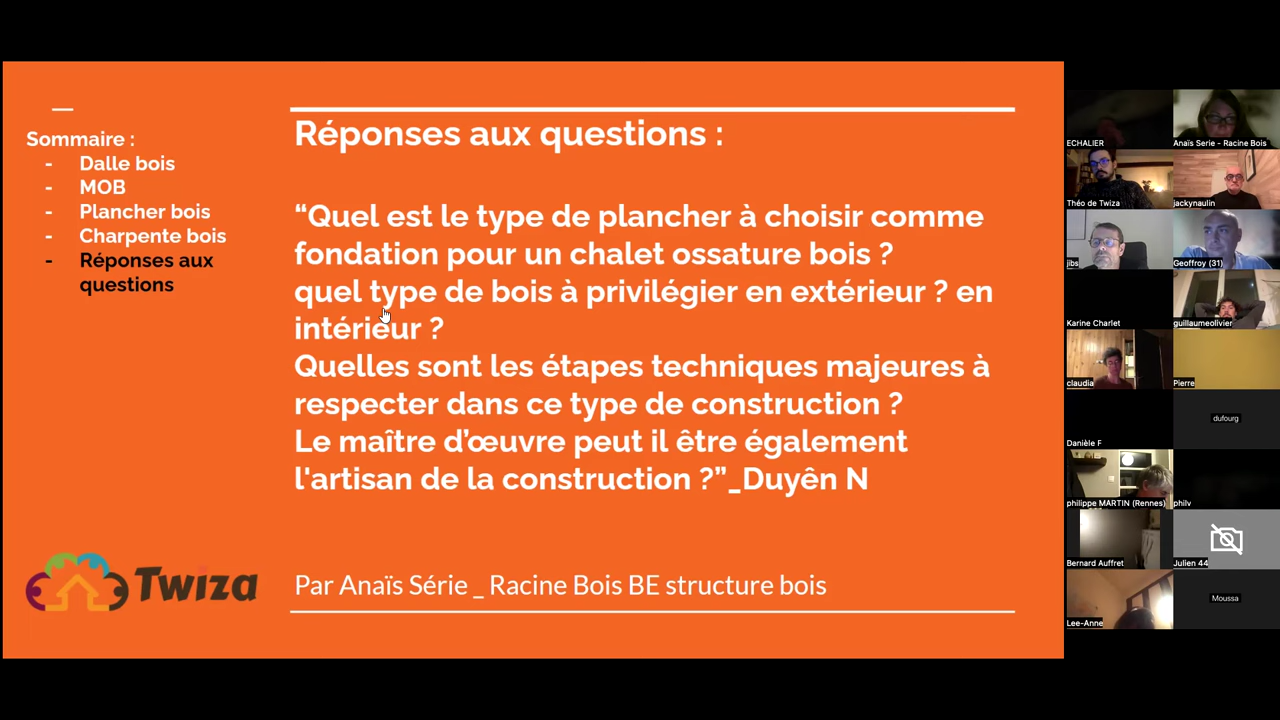 Sommaire :
- Dalle bois
- MOB
- Plancher bois
- Charpente bois
- Réponses aux
questions
Réponses aux questions :
“Quel est le type de plancher à choisir comme
fondation pour un chalet ossature bois ?
quel type de bois à privilégier en extérieur ? en
intérieur ?
Quelles sont les étapes techniques majeures à
respecter dans ce type de construction ?
Le maître d’œuvre peut il être également
l'artisan de la construction ?”_Duyên N
Twiza
Par Anaïs Série _ Racine Bois BE structure bois
ECHALIER
Anaïs Serie - Racine Bois
Théo de Twiza
jackynaulin
jibs
Geoffroy (31)
Karine Charlet
guillaumeolivier
claudia
Pierre
Danièle F
dufourg
philippe MARTIN (Rennes)
philv
Bernard Auffret
Julien 44
Lee-Anne
Moussa